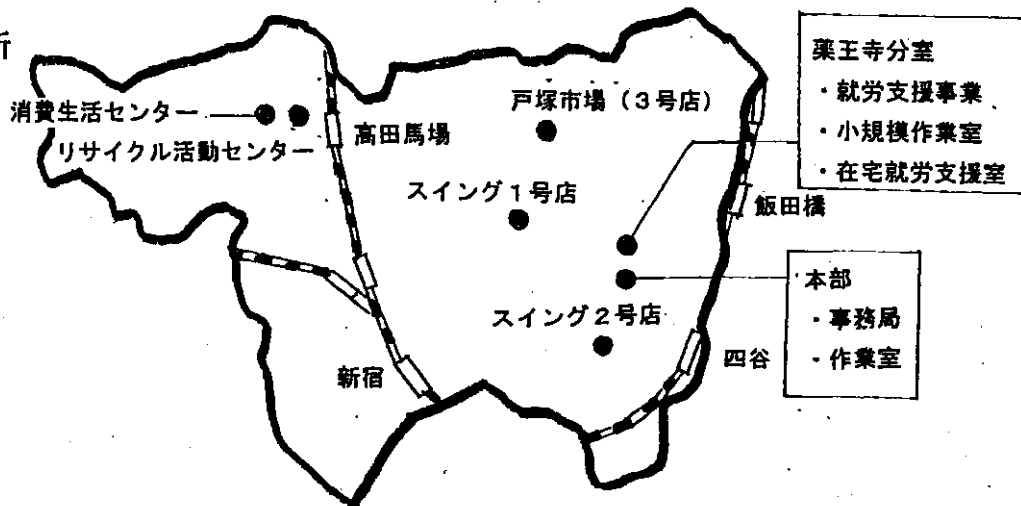 所
消費生活センター
リサイクル活動センター
高田馬場
戸塚市場（3号店）
スイング1号店
スイング2号店
新宿
四谷
飯田橋
薬王寺分室
・就労支援事業
・小規模作業室
・在宅就労支援室
本部
・事務局
・作業室